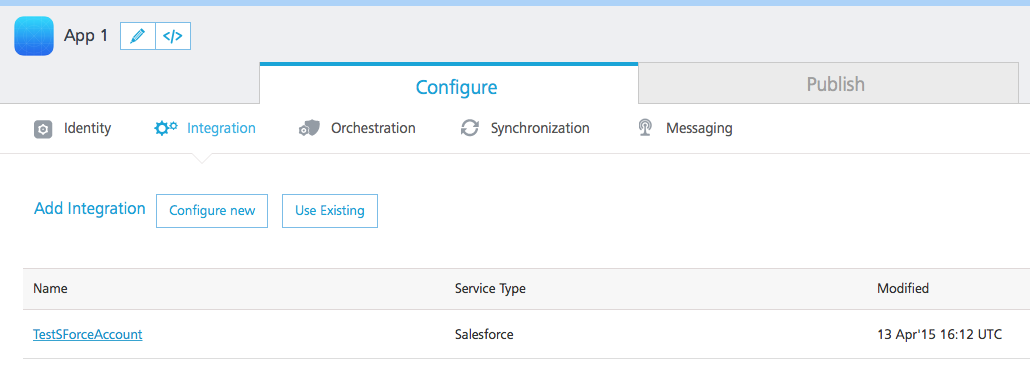 App 1 </>
Configure Publish
Identity Integration Orchestration Synchronization Messaging
Add Integration Configure new Use Existing
Name Service Type Modified
TestSForceAccount Salesforce 13 Apr'15 16:12 UTC